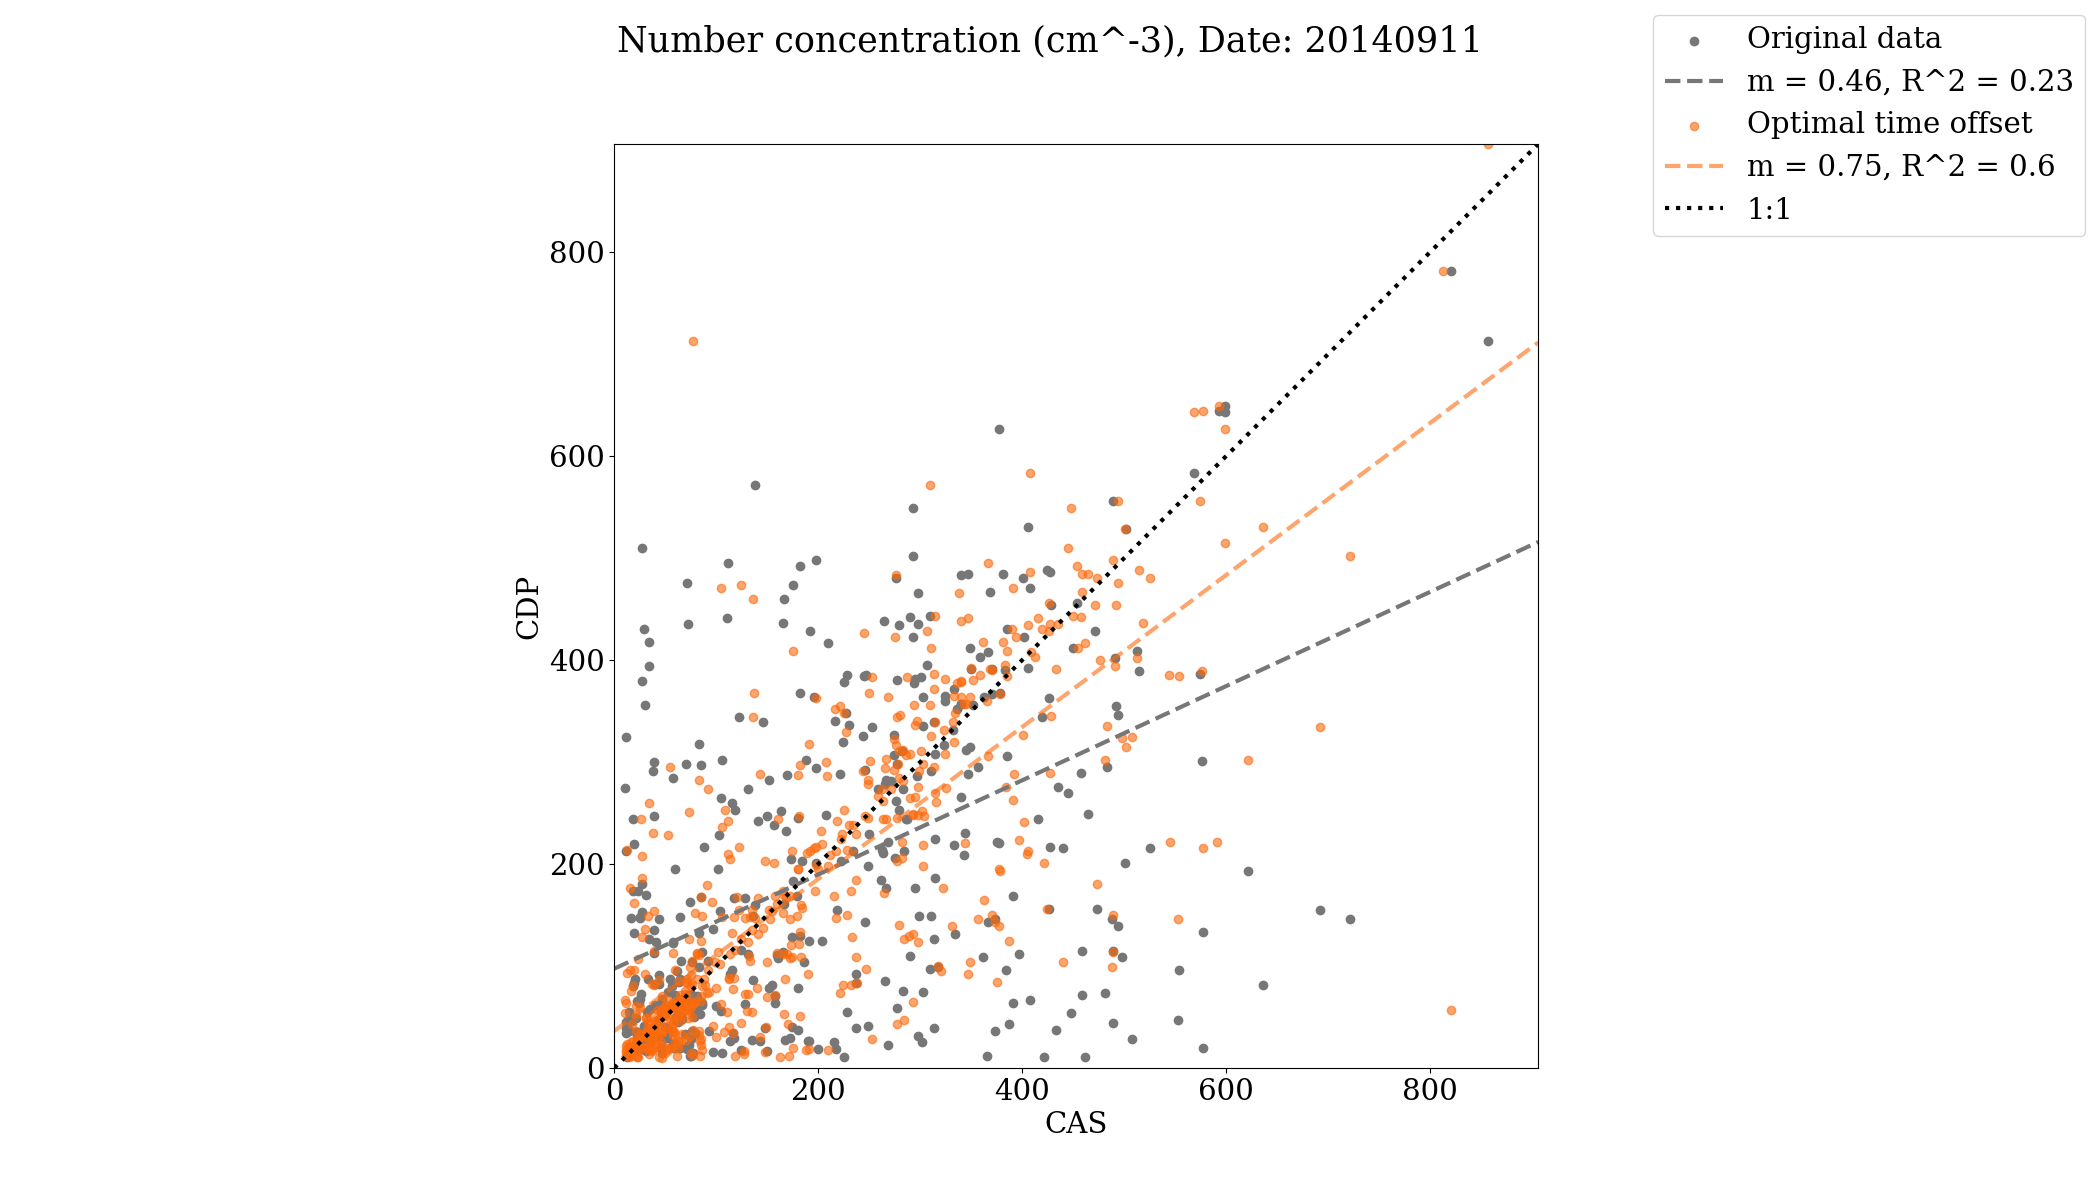 Number concentration (cm^-3), Date: 20140911
Original data
m = 0.46, R^2 = 0.23
Optimal time offset
m = 0.75, R^2 = 0.6
1:1
800
600
400
200
0
CDP
0 200 400 600 800
CAS